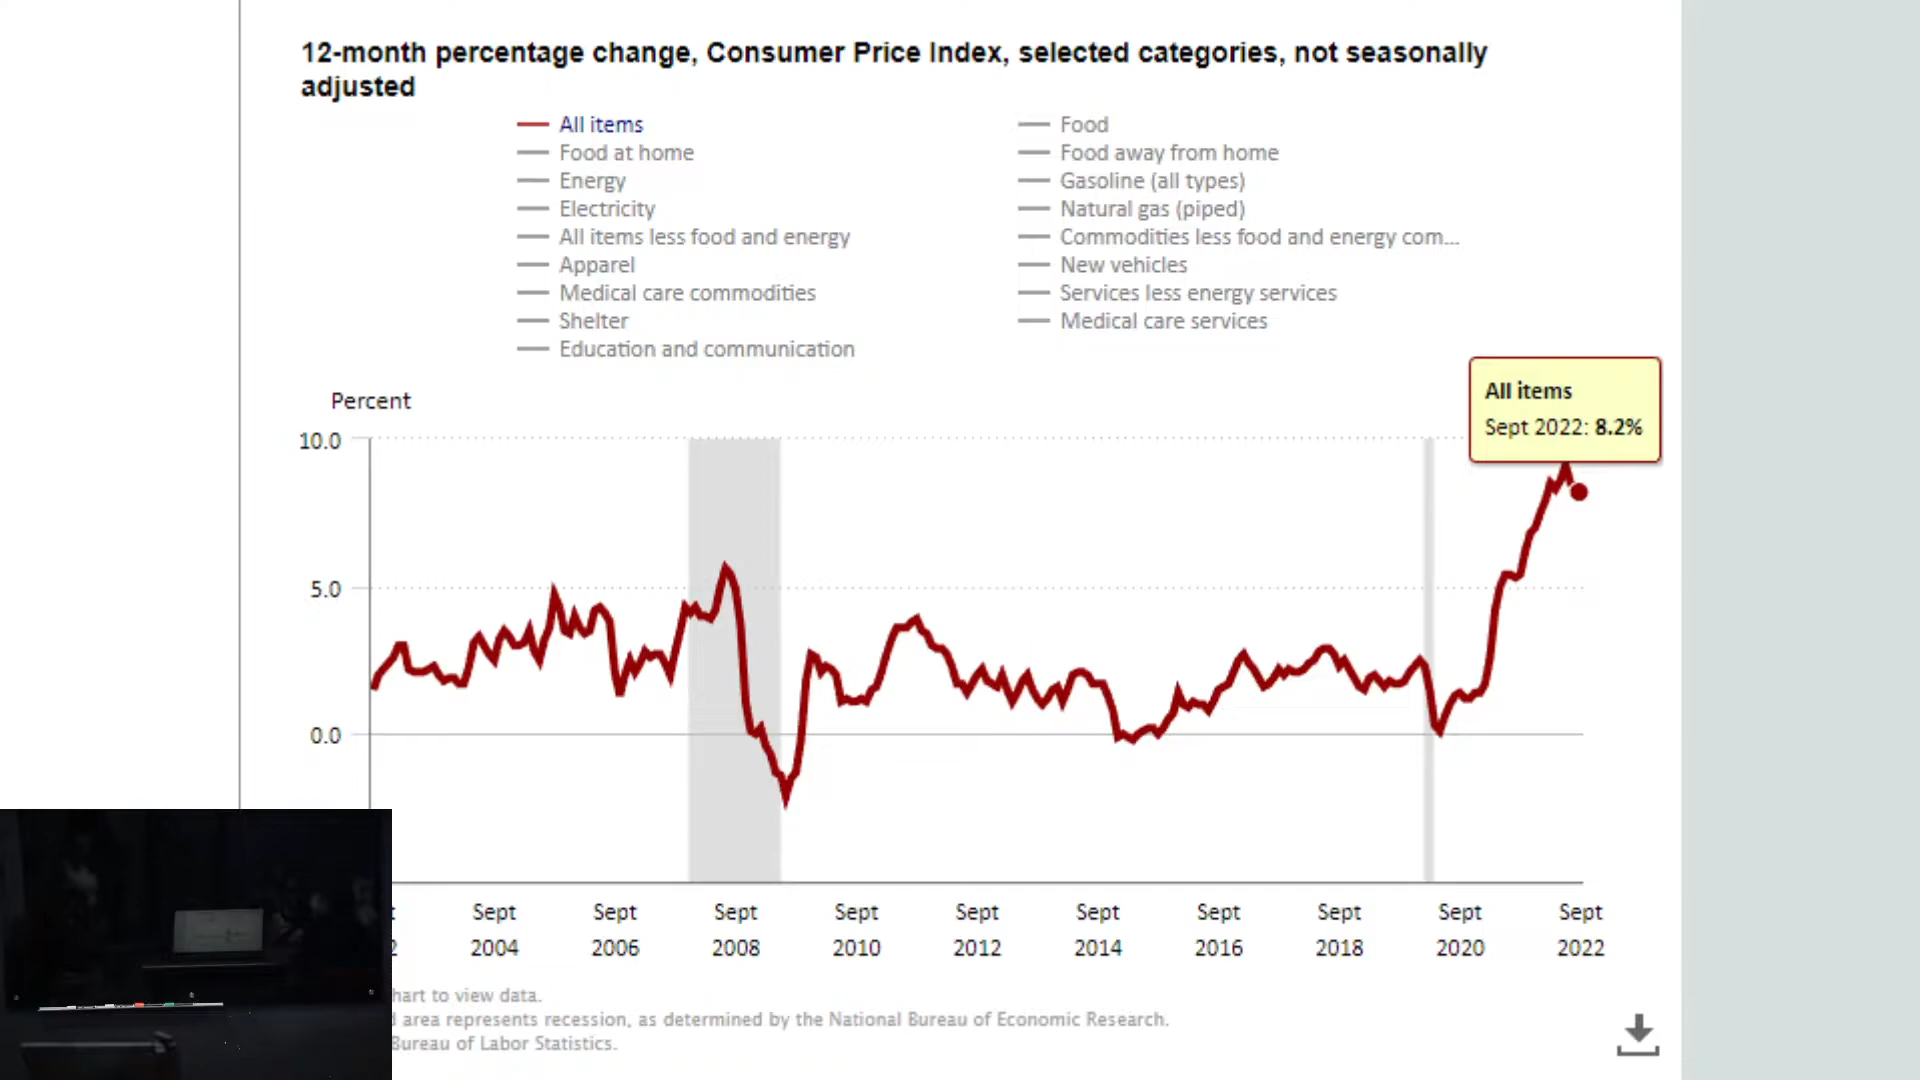 12-month percentage change, Consumer Price Index, selected categories, not seasonally
adjusted
All items
Food
Food at home
Food away from home
Energy
Gasoline (all types)
Electricity
Natural gas (piped)
All items less food and energy
Commodities less food and energy com...
Apparel
New vehicles
Medical care commodities
Services less energy services
Shelter
Medical care services
Education and communication
All items
Sept 2022: 8.2%
Percent
10.0
5.0
0.0
Sept Sept Sept Sept Sept Sept Sept Sept Sept Sept
2004 2006 2008 2010 2012 2014 2016 2018 2020 2022
hart to view data.
area represents recession, as determined by the National Bureau of Economic Research.
Bureau of Labor Statistics.